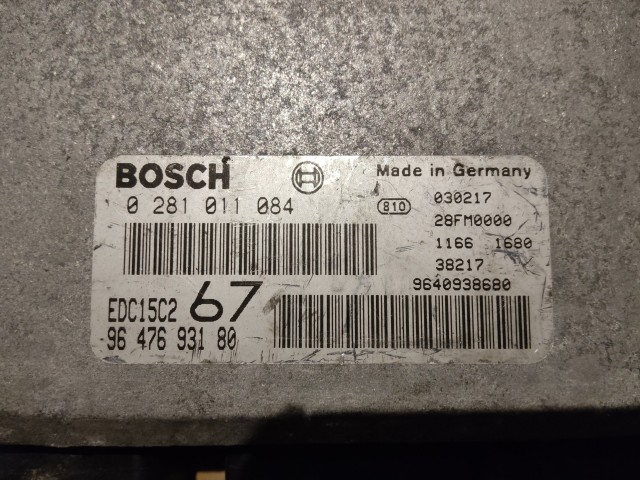 BOSCH
Made in Germany
0 281 011 084
810
030217
28FM0000
1166 1680
38217
9640938680
EDC15C2 67
96 476 931 80